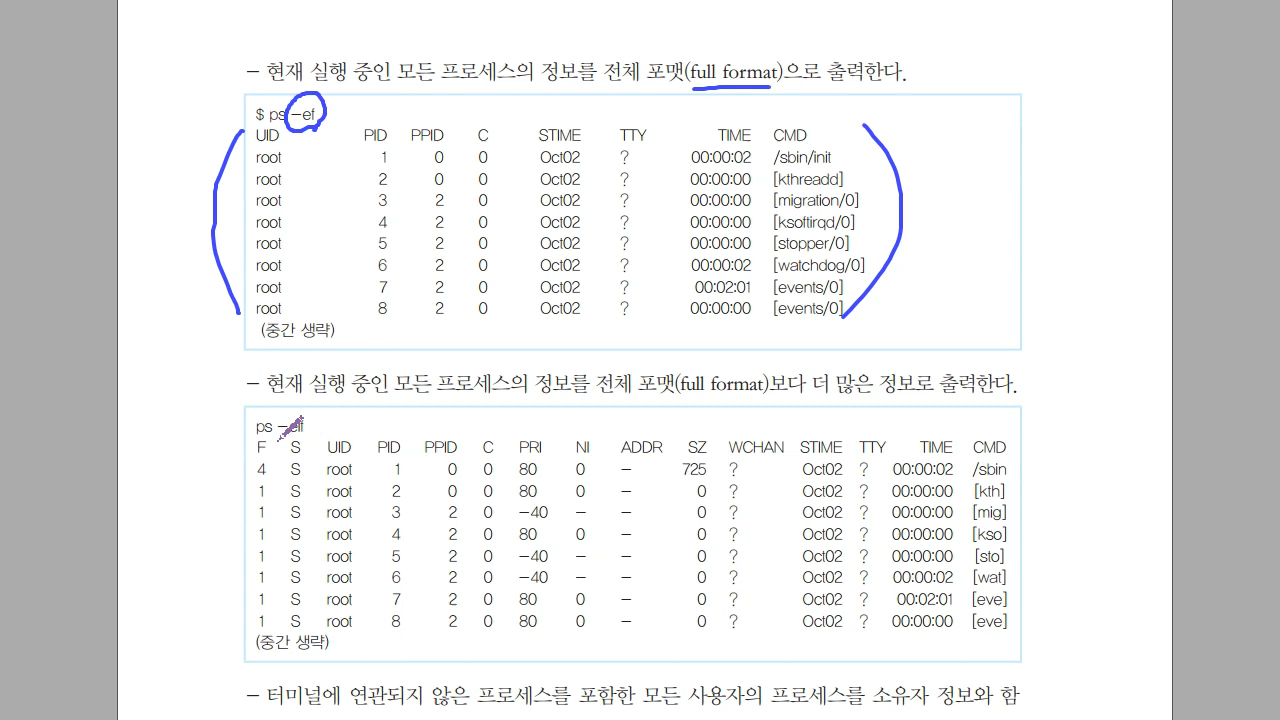 – 현재 실행 중인 모든 프로세스의 정보를 전체 포맷(full format)으로 출력한다.
$ ps –ef
UID PID PPID C STIME TTY TIME CMD
root 1 0 0 Oct02 ? 00:00:02 /sbin/init
root 2 0 0 Oct02 ? 00:00:00 [kthreadd]
root 3 2 0 Oct02 ? 00:00:00 [migration/0]
root 4 2 0 Oct02 ? 00:00:00 [ksoftirqd/0]
root 5 2 0 Oct02 ? 00:00:00 [stopper/0]
root 6 2 0 Oct02 ? 00:00:02 [watchdog/0]
root 7 2 0 Oct02 ? 00:02:01 [events/0]
root 8 2 0 Oct02 ? 00:00:00 [events/0]
(중간 생략)
– 현재 실행 중인 모든 프로세스의 정보를 전체 포맷(full format)보다 더 많은 정보로 출력한다.
ps –elf
F S UID PID PPID C PRI NI ADDR SZ WCHAN STIME TTY TIME CMD
4 S root 1 0 0 80 0 – 725 ? Oct02 ? 00:00:02 /sbin
1 S root 2 0 0 80 0 – 0 ? Oct02 ? 00:00:00 [kth]
1 S root 3 2 0 –40 – – 0 ? Oct02 ? 00:00:00 [mig]
1 S root 4 2 0 80 0 – 0 ? Oct02 ? 00:00:00 [kso]
1 S root 5 2 0 –40 – – 0 ? Oct02 ? 00:00:00 [sto]
1 S root 6 2 0 –40 – – 0 ? Oct02 ? 00:00:02 [wat]
1 S root 7 2 0 80 0 – 0 ? Oct02 ? 00:02:01 [eve]
1 S root 8 2 0 80 0 – 0 ? Oct02 ? 00:00:00 [eve]
(중간 생략)
– 터미널에 연관되지 않은 프로세스를 포함한 모든 사용자의 프로세스를 소유자 정보와 함